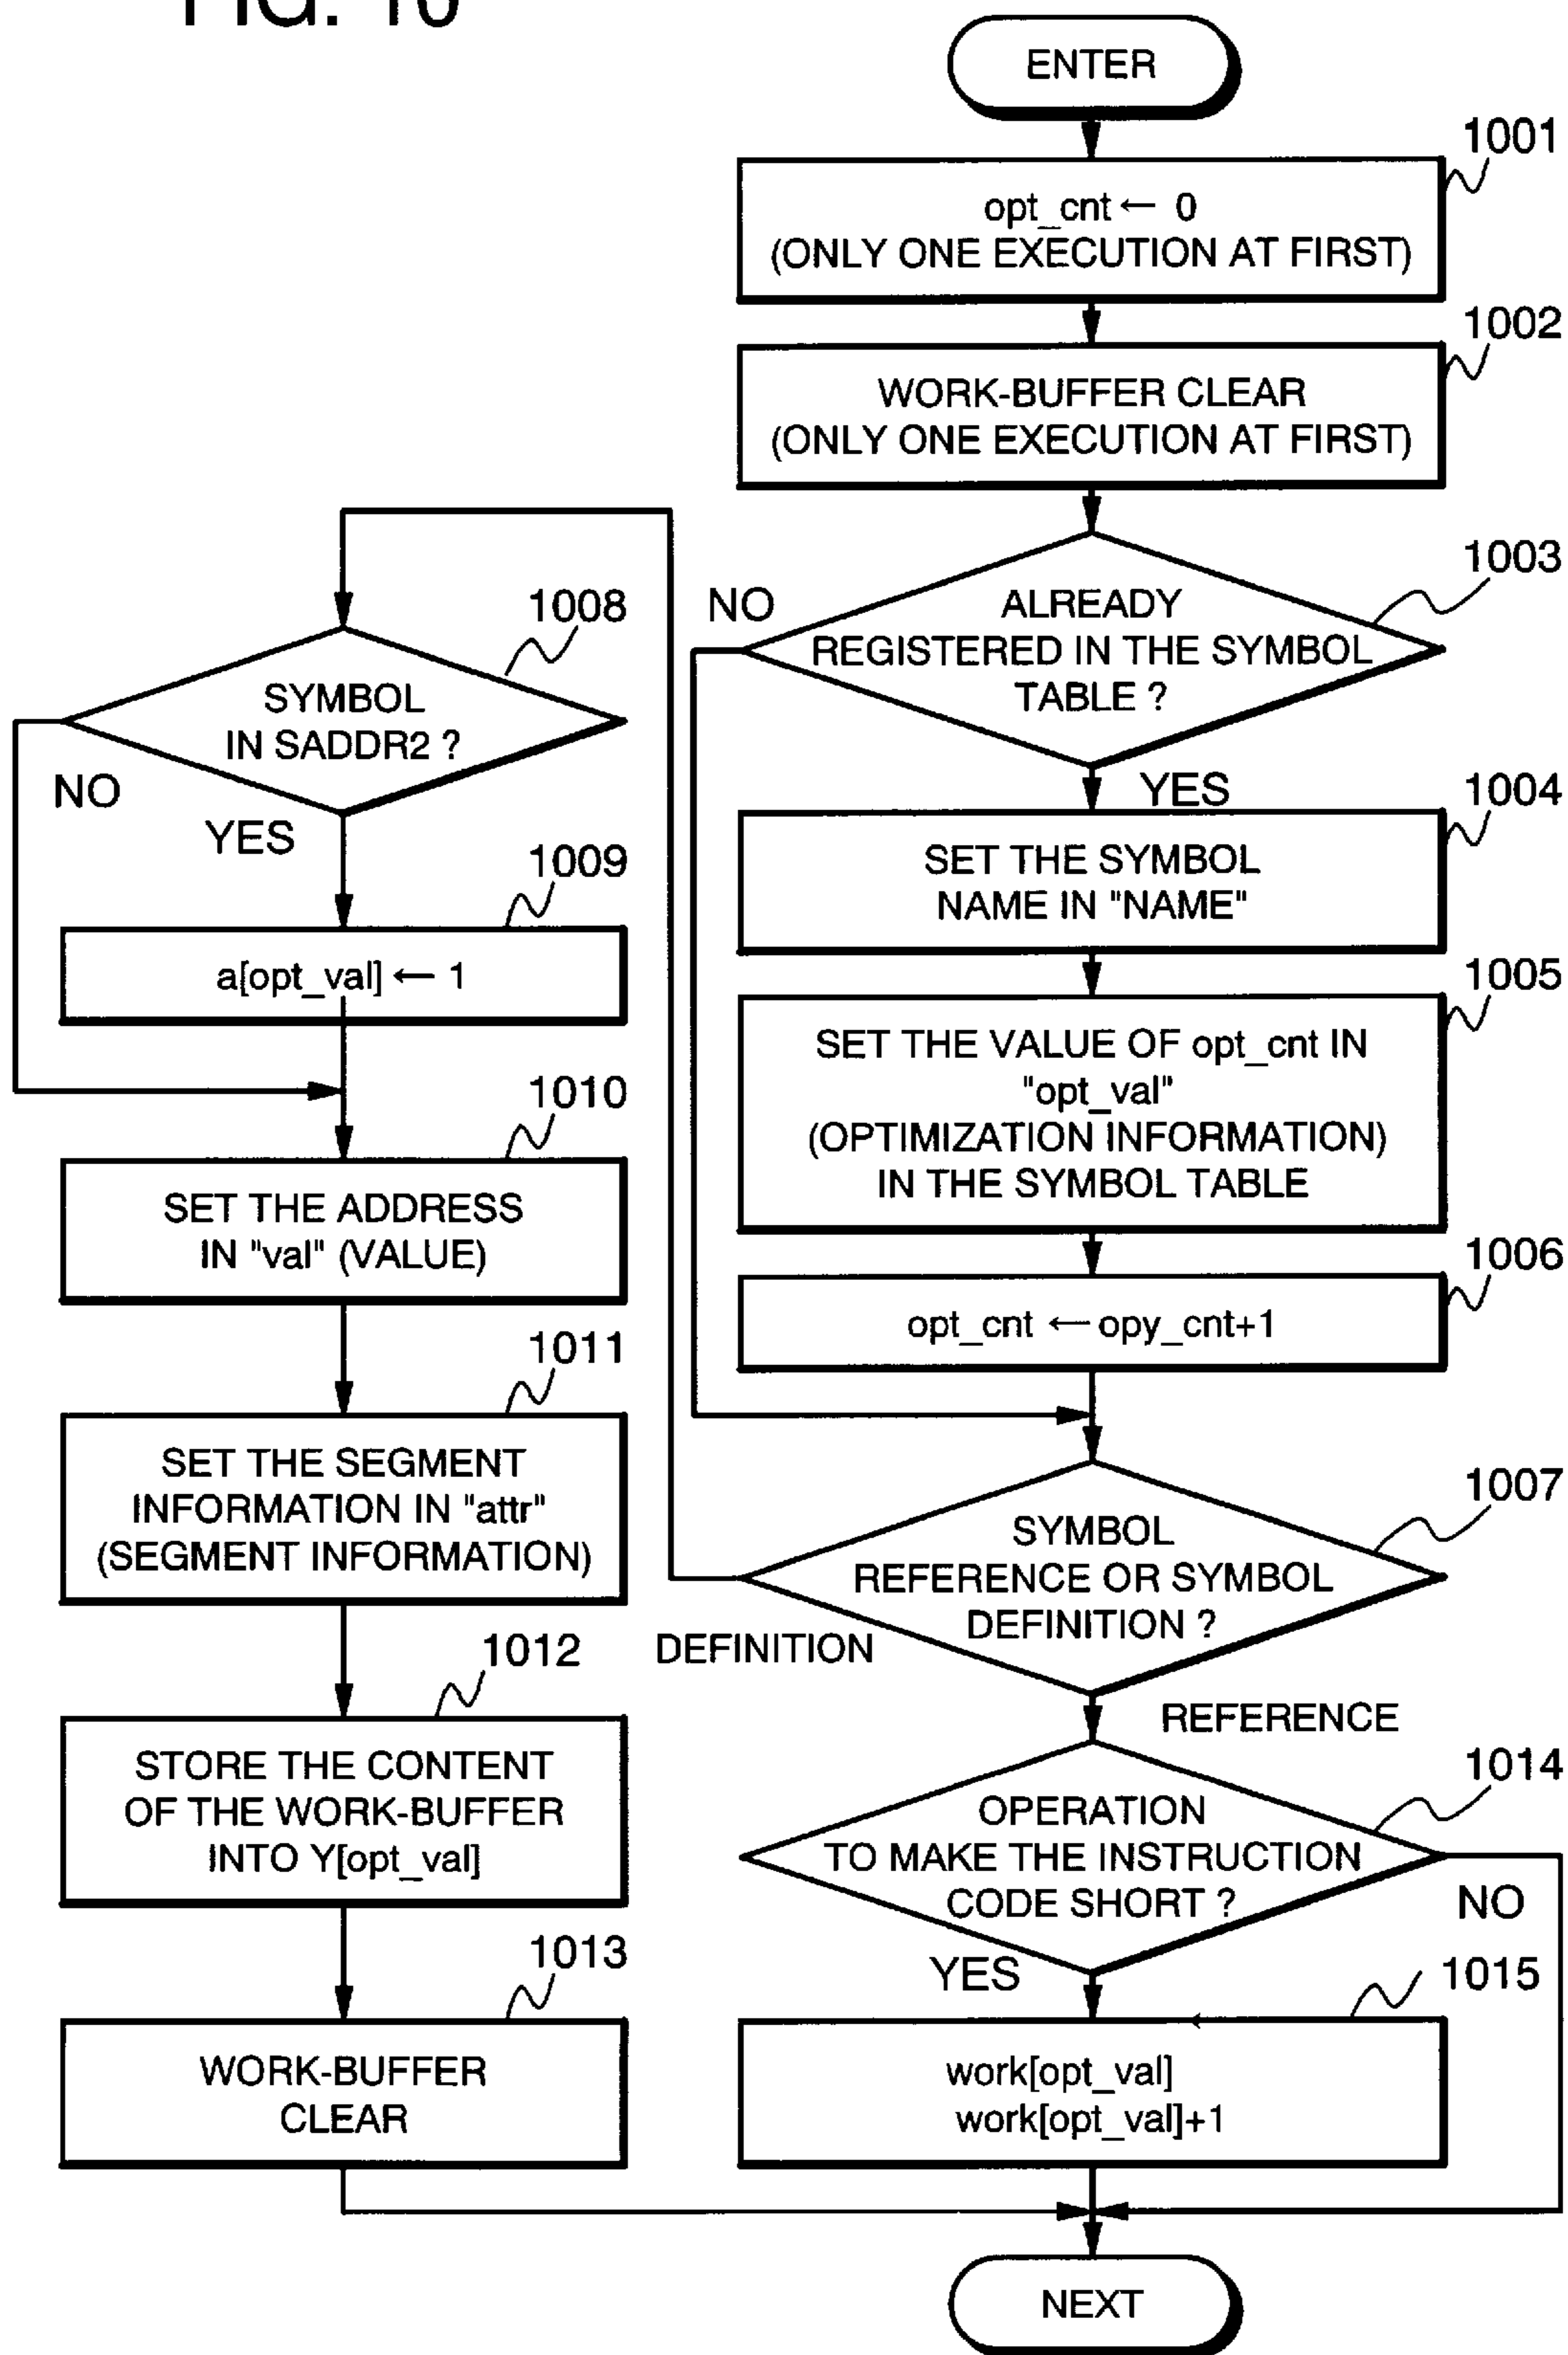 FIG. 10
ENTER
1001
opt_cnt ← 0
(ONLY ONE EXECUTION AT FIRST)
1002
WORK-BUFFER CLEAR
(ONLY ONE EXECUTION AT FIRST)
1003
NO
ALREADY
REGISTERED IN THE SYMBOL
TABLE ?
YES
1004
SET THE SYMBOL
NAME IN "NAME"
1005
SET THE VALUE OF opt_cnt IN
"opt_val"
(OPTIMIZATION INFORMATION)
IN THE SYMBOL TABLE
1006
opt_cnt ← opy_cnt+1
1007
SYMBOL
REFERENCE OR SYMBOL
DEFINITION ?
DEFINITION
REFERENCE
1008
SYMBOL
IN SADDR2 ?
NO
YES
1009
a[opt_val] ← 1
1010
SET THE ADDRESS
IN "val" (VALUE)
1011
SET THE SEGMENT
INFORMATION IN "attr"
(SEGMENT INFORMATION)
1012
STORE THE CONTENT
OF THE WORK-BUFFER
INTO Y[opt_val]
1013
WORK-BUFFER
CLEAR
1014
OPERATION
TO MAKE THE INSTRUCTION
CODE SHORT ?
NO
YES
1015
work[opt_val]
work[opt_val]+1
NEXT